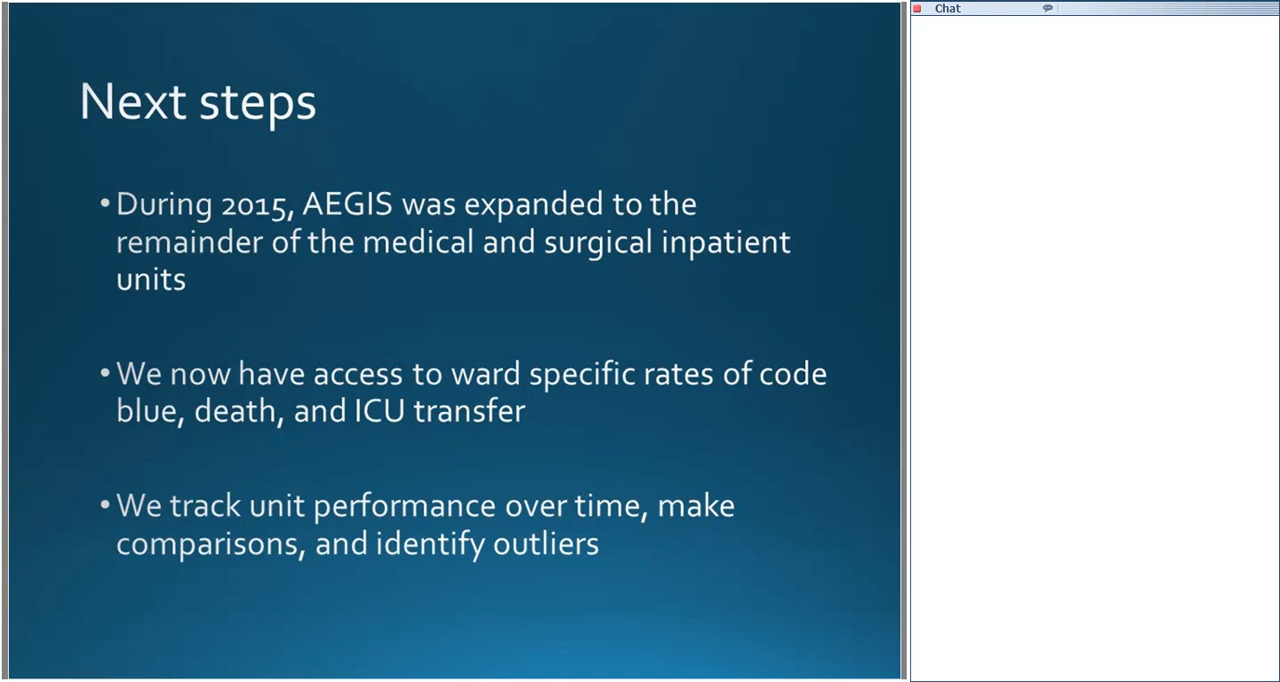 Next steps
•During 2015, AEGIS was expanded to the
remainder of the medical and surgical inpatient
units
•We now have access to ward specific rates of code
blue, death, and ICU transfer
•We track unit performance over time, make
comparisons, and identify outliers
Chat